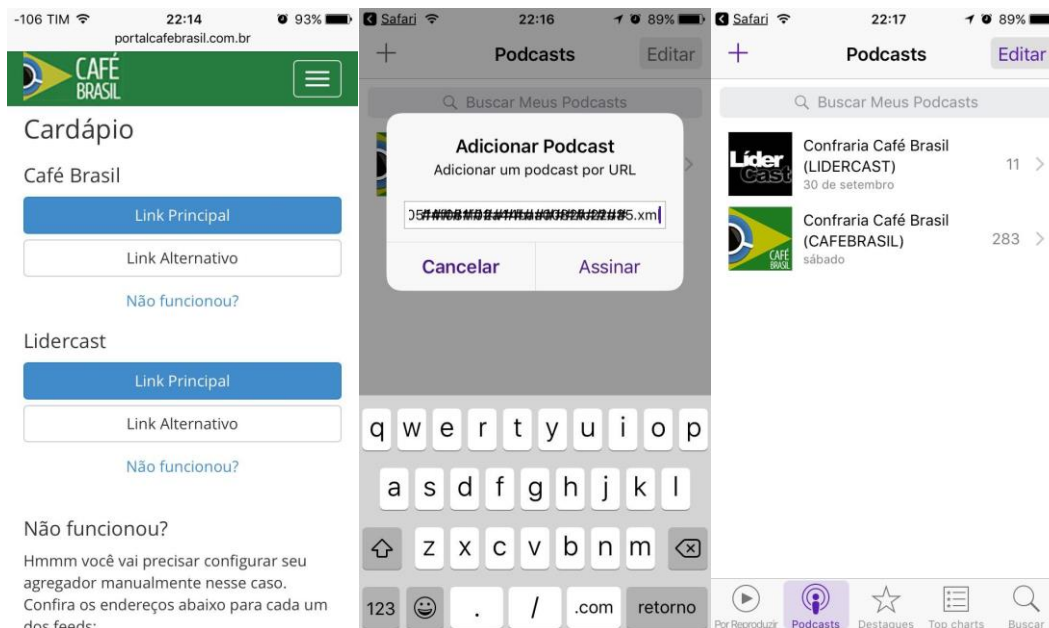 -106 TIM 22:14 93%
portalcafebrasil.com.br
CAFÉ
BRASIL
Cardápio
Café Brasil
Link Principal
Link Alternativo
Não funcionou?
Lidercast
Link Principal
Link Alternativo
Não funcionou?
Não funcionou?
Hmmm você vai precisar configurar seu
agregador manualmente nesse caso.
Confira os endereços abaixo para cada um
dos feeds:
Safari 22:16 89%
Podcasts Editar
Buscar Meus Podcasts
Adicionar Podcast
Adicionar um podcast por URL
5.xml
Cancelar Assinar
q w e r t y u i o p
a s d f g h j k l
z x c v b n m
123 . / .com retorno
Safari 22:17 89%
+ Podcasts Editar
Buscar Meus Podcasts
Líder
Cast
Confraria Café Brasil
(LIDERCAST)
30 de setembro
11
CAFÉ
BRASIL
Confraria Café Brasil
(CAFEBRASIL)
sábado
283
Por Reproduzir Podcasts Destaques Top charts Buscar